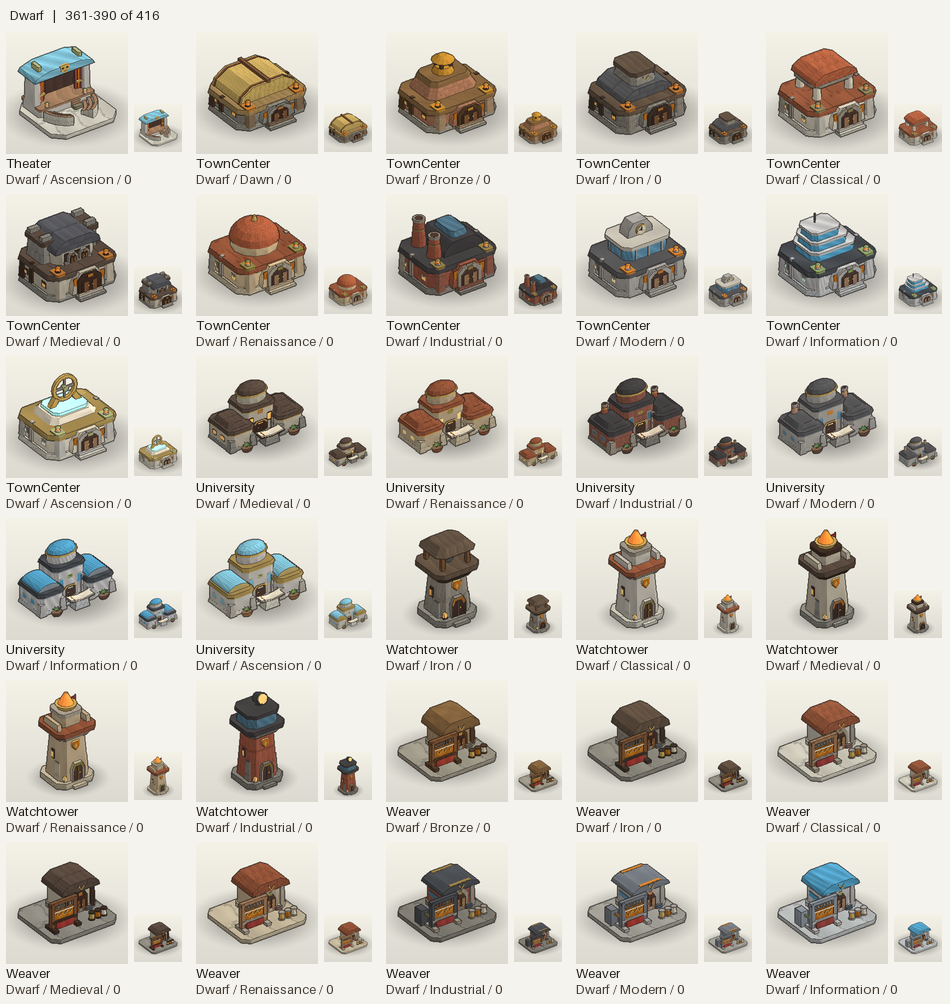 Dwarf | 361-390 of 416
Theater
Dwarf / Ascension / 0
TownCenter
Dwarf / Dawn / 0
TownCenter
Dwarf / Bronze / 0
TownCenter
Dwarf / Iron / 0
TownCenter
Dwarf / Classical / 0
TownCenter
Dwarf / Medieval / 0
TownCenter
Dwarf / Renaissance / 0
TownCenter
Dwarf / Industrial / 0
TownCenter
Dwarf / Modern / 0
TownCenter
Dwarf / Information / 0
TownCenter
Dwarf / Ascension / 0
University
Dwarf / Medieval / 0
University
Dwarf / Renaissance / 0
University
Dwarf / Industrial / 0
University
Dwarf / Modern / 0
University
Dwarf / Information / 0
University
Dwarf / Ascension / 0
Watchtower
Dwarf / Iron / 0
Watchtower
Dwarf / Classical / 0
Watchtower
Dwarf / Medieval / 0
Watchtower
Dwarf / Renaissance / 0
Watchtower
Dwarf / Industrial / 0
Weaver
Dwarf / Bronze / 0
Weaver
Dwarf / Iron / 0
Weaver
Dwarf / Classical / 0
Weaver
Dwarf / Medieval / 0
Weaver
Dwarf / Renaissance / 0
Weaver
Dwarf / Industrial / 0
Weaver
Dwarf / Modern / 0
Weaver
Dwarf / Information / 0